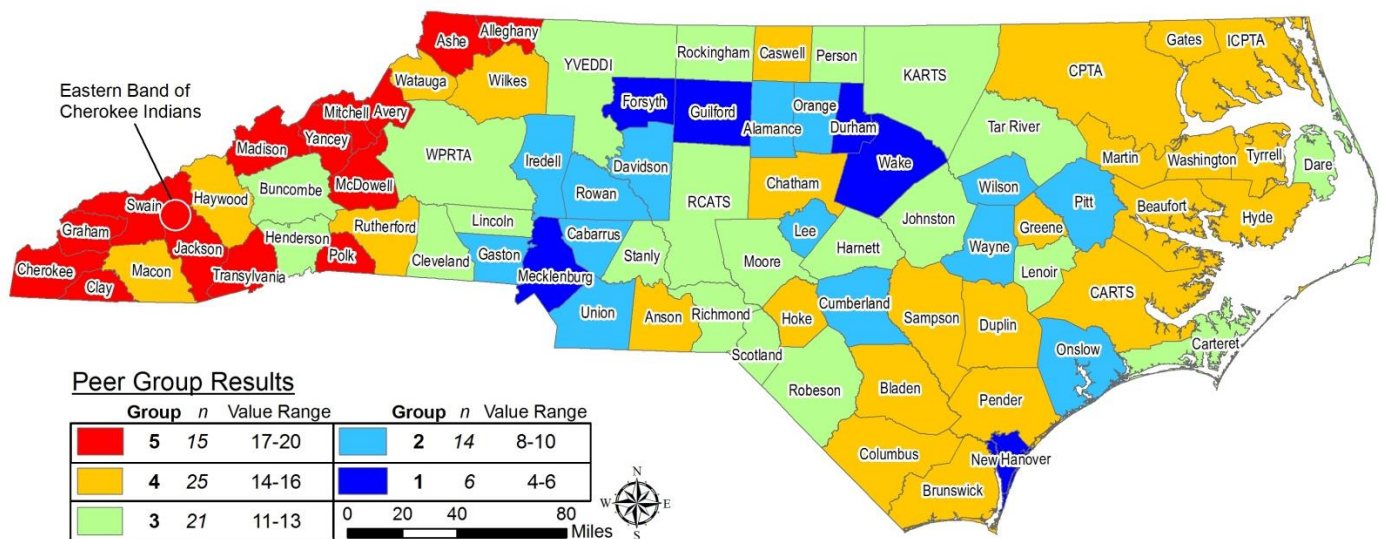 Ashe
Alleghany
Watauga
Wilkes
YVEDDI
Rockingham
Caswell
Person
KARTS
Gates
ICPTA
CPTA
Eastern Band of
Cherokee Indians
Mitchell
Avery
Yancey
Madison
McDowell
WPRTA
Forsyth
Guilford
Alamance
Orange
Durham
Tar River
Iredell
Davidson
Wake
Martin
Washington
Tyrrell
Dare
Swain
Haywood
Buncombe
Rowan
RCATS
Chatham
Wilson
Pitt
Beaufort
Hyde
Graham
Jackson
Henderson
Rutherford
Lincoln
Cabarrus
Johnston
Greene
Cherokee
Clay
Macon
Transylvania
Polk
Cleveland
Gaston
Mecklenburg
Stanly
Moore
Lee
Harnett
Wayne
Lenoir
CARTS
Union
Anson
Richmond
Hoke
Cumberland
Sampson
Duplin
Scotland
Onslow
Carteret
Robeson
Bladen
Pender
Columbus
New Hanover
Brunswick
Peer Group Results
Group n Value Range Group n Value Range
5 15 17-20 2 14 8-10
4 25 14-16 1 6 4-6
3 21 11-13
0 20 40 80
Miles
N
W E
S